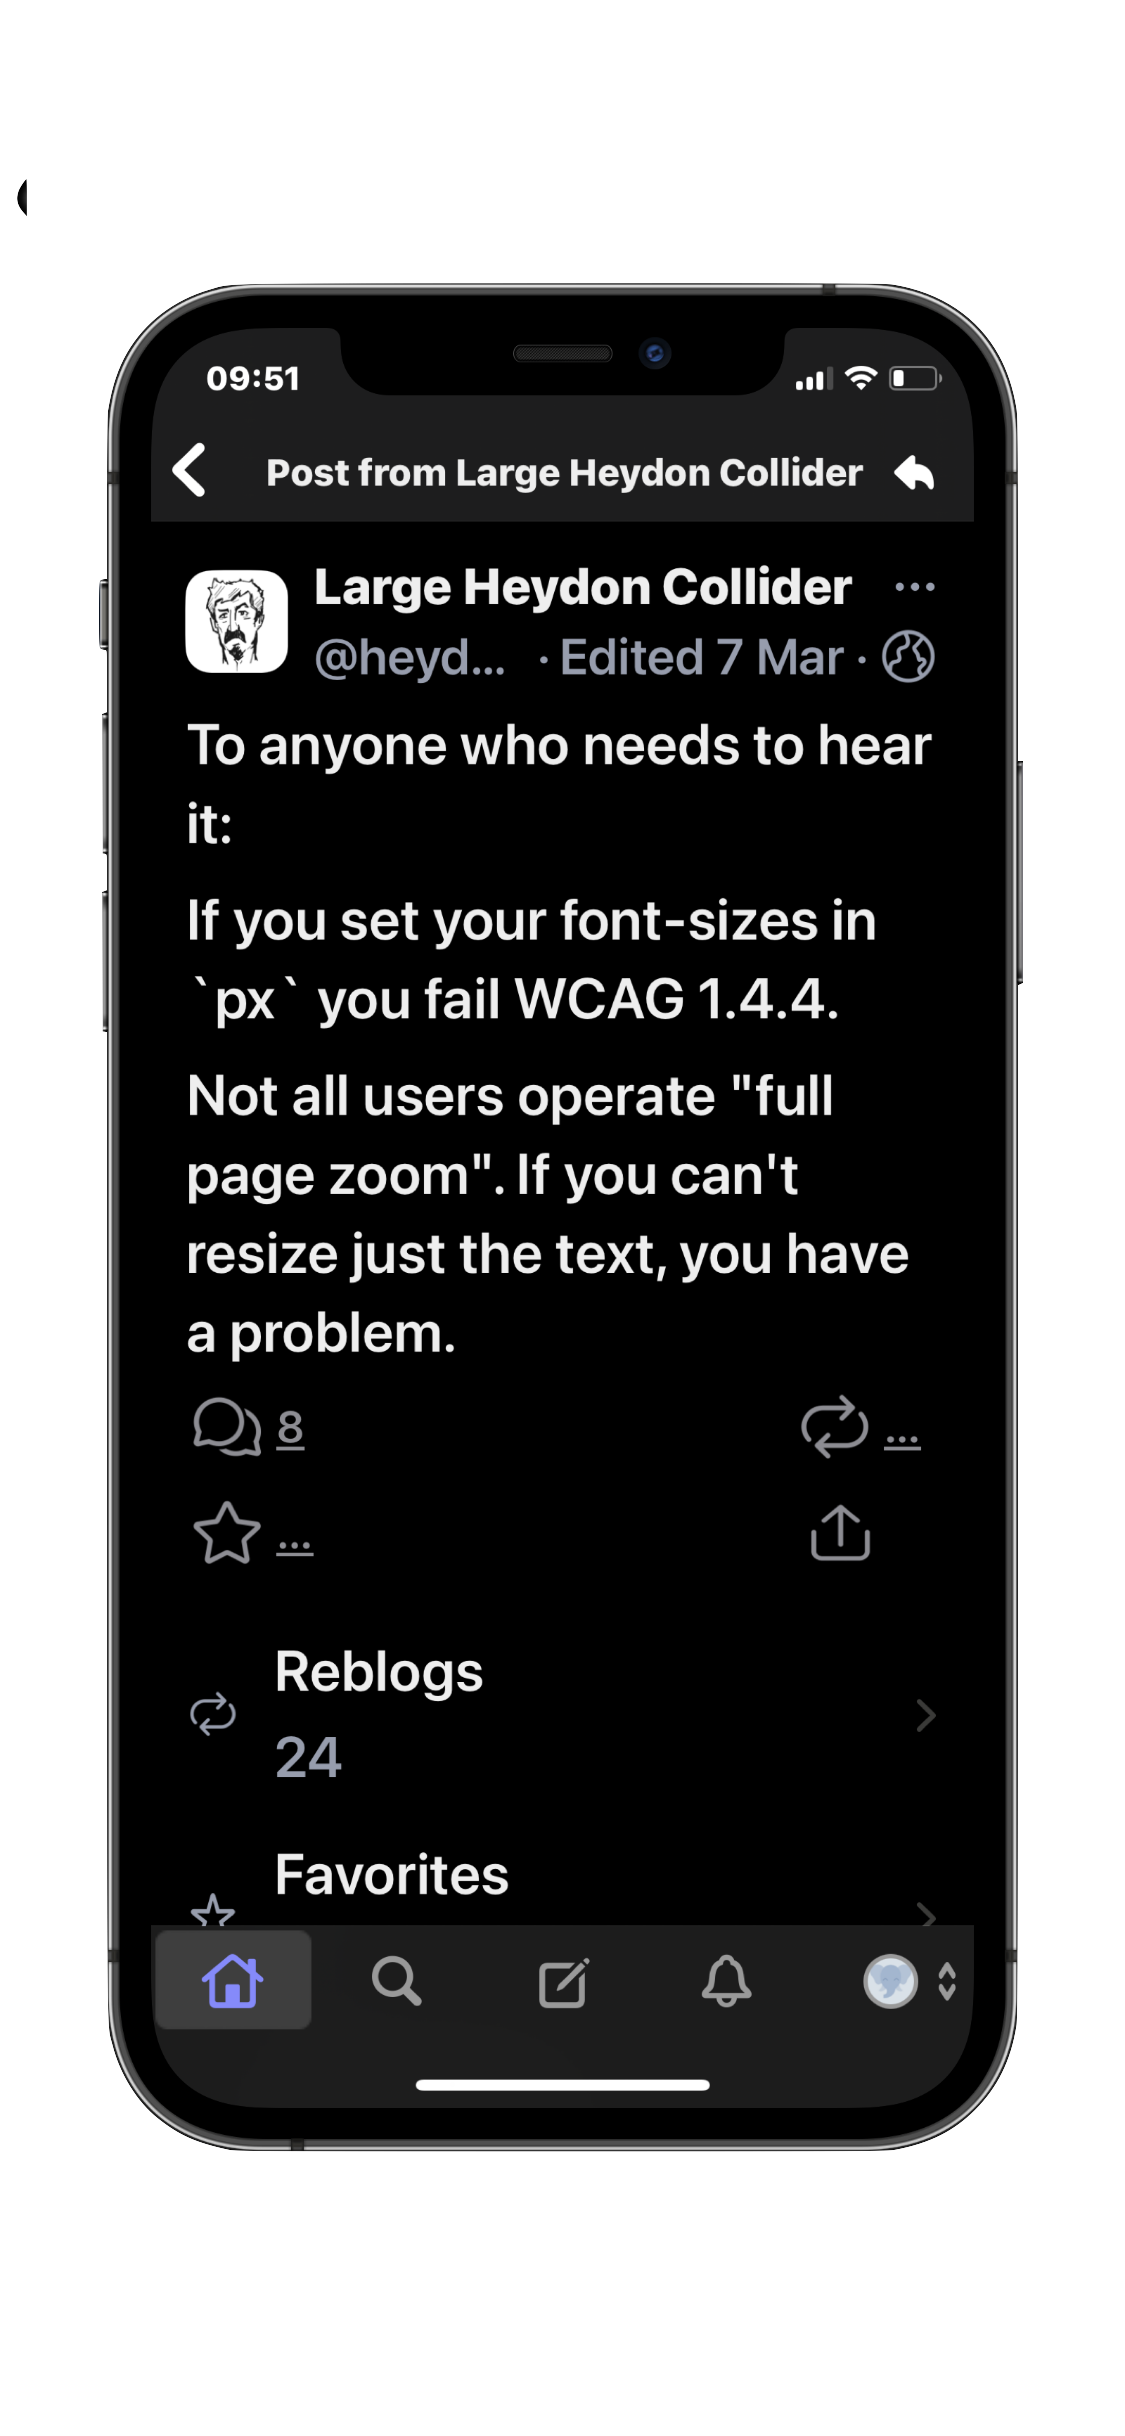 09:51
Post from Large Heydon Collider
Large Heydon Collider ...
@heyd... · Edited 7 Mar ·
To anyone who needs to hear
it:
If you set your font-sizes in
`px` you fail WCAG 1.4.4.
Not all users operate "full
page zoom". If you can't
resize just the text, you have
a problem.
8 ...
...
Reblogs
24
Favorites